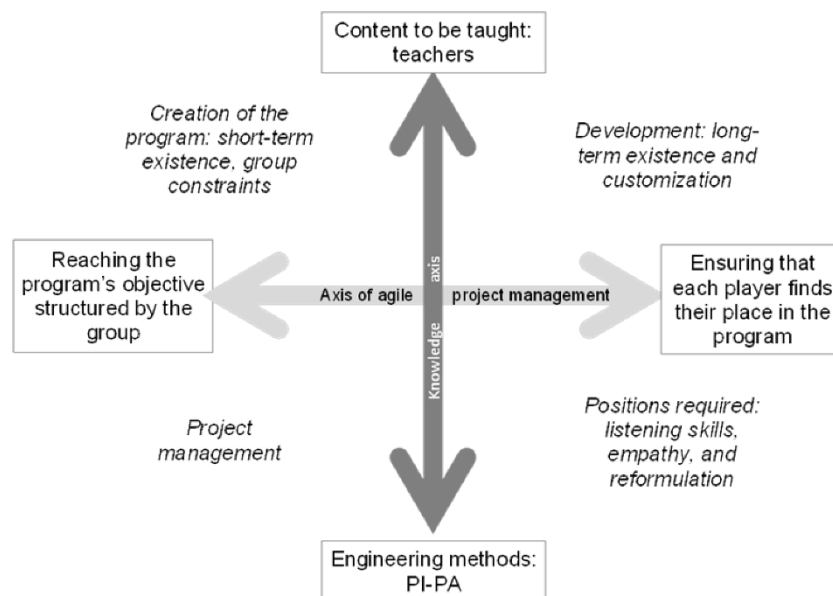 Content to be taught:
teachers
Creation of the
program: short-term
existence, group
constraints
Development: long-
term existence and
customization
Reaching the
program's objective
structured by the
group
Axis of agile project management
Knowledge axis
Ensuring that
each player finds
their place in the
program
Project
management
Positions required:
listening skills,
empathy, and
reformulation
Engineering methods:
PI-PA